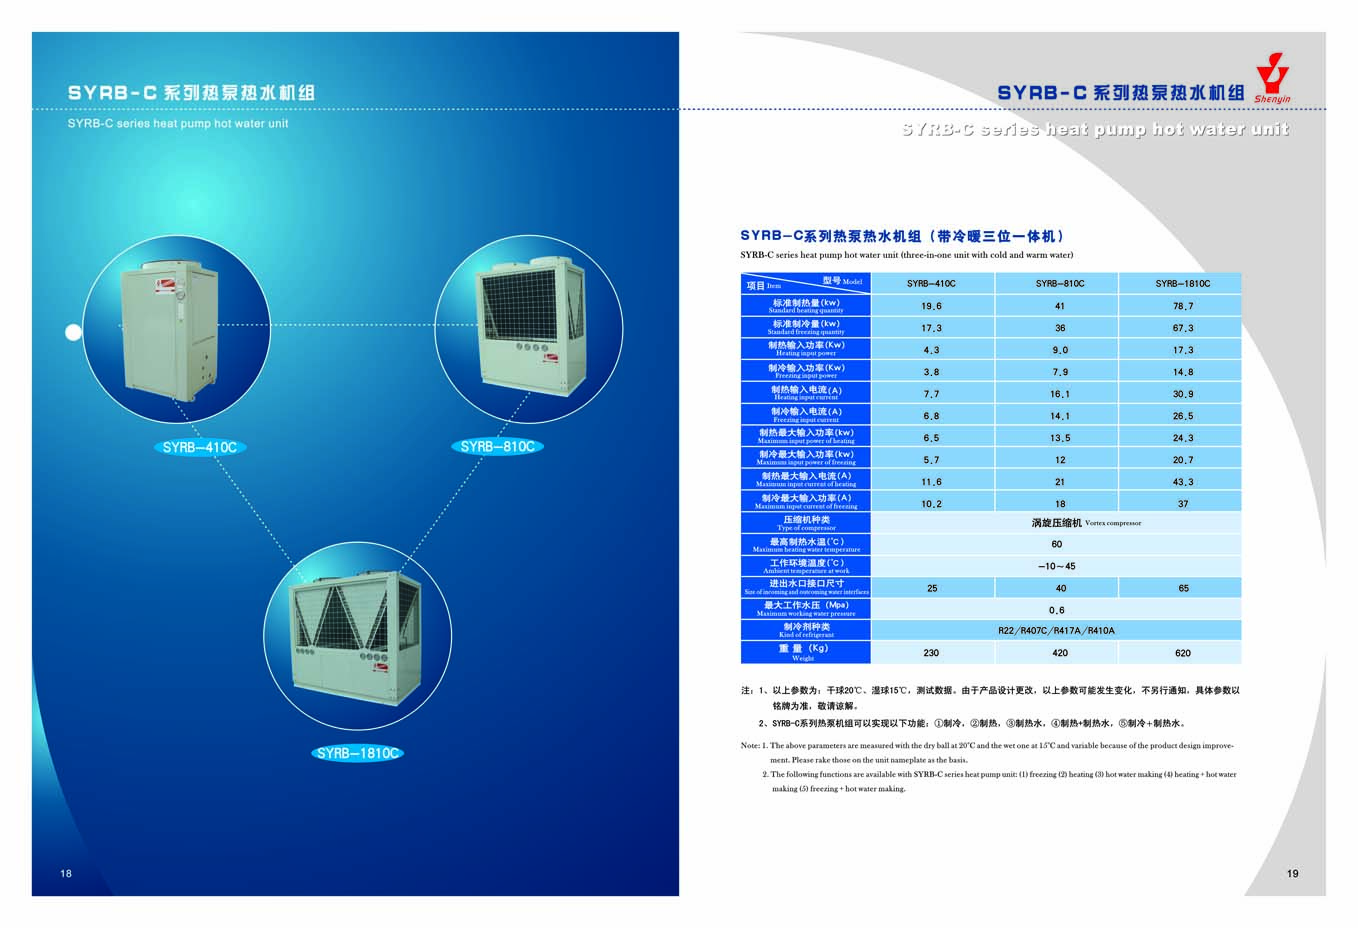 SYRB-C 系列热泵热水机组
SYRB-C series heat pump hot water unit
SYRB—410C
SYRB—810C
SYRB—1810C
18
SYRB-C 系列热泵热水机组
Shenyin
SYRB-C series heat pump hot water unit
SYRB—C系列热泵热水机组（带冷暖三位一体机）
SYRB-C series heat pump hot water unit (three-in-one unit with cold and warm water)
项目 Item 型号 Model SYRB—410C SYRB—810C SYRB—1810C
标准制热量(kw) 19.6 41 78.7
Standard heating quantity
标准制冷量(kw) 17.3 36 67.3
Standard freezing quantity
制热输入功率(Kw) 4.3 9.0 17.3
Heating input power
制冷输入功率(Kw) 3.8 7.9 14.8
Freezing input power
制热输入电流(A) 7.7 16.1 30.9
Heating input current
制冷输入电流(A) 6.8 14.1 26.5
Freezing input current
制热最大输入功率(kw) 6.5 13.5 24.3
Maximum input power of heating
制冷最大输入功率(kw) 5.7 12 20.7
Maximum input power of freezing
制热最大输入电流(A) 11.6 21 43.3
Maximum input current of heating
制冷最大输入功率(A) 10.2 18 37
Maximum input current of freezing
压缩机种类 涡旋压缩机 Vortex compressor
Type of compressor
最高制热水温(℃) 60
Maximum heating water temperature
工作环境温度(℃) —10～45
Ambient temperature at work
进出水口接口尺寸 25 40 65
Size of incoming and outcoming water interfaces
最大工作水压 (Mpa) 0.6
Maximum working water pressure
制冷剂种类 R22/R407C/R417A/R410A
Kind of refrigerant
重 量 (Kg) 230 420 620
Weight
注：1、以上参数为：干球20℃、湿球15℃，测试数据。由于产品设计更改，以上参数可能发生变化，不另行通知，具体参数以
铭牌为准，敬请谅解。
2、SYRB-C系列热泵机组可以实现以下功能：①制冷，②制热，③制热水，④制热+制热水，⑤制冷＋制热水。
Note: 1. The above parameters are measured with the dry ball at 20℃ and the wet one at 15℃ and variable because of the product design improve-
ment. Please rake those on the unit nameplate as the basis.
2. The following functions are available with SYRB-C series heat pump unit: (1) freezing (2) heating (3) hot water making (4) heating + hot water
making (5) freezing + hot water making.
19